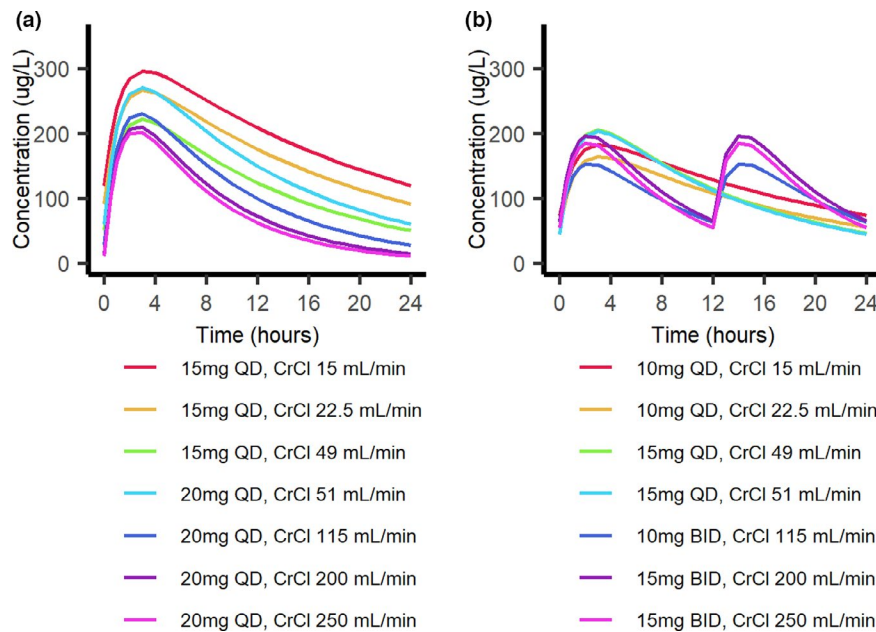 (a)
Concentration (ug/L)
300
200
100
0
0 4 8 12 16 20 24
Time (hours)
15mg QD, CrCl 15 mL/min
15mg QD, CrCl 22.5 mL/min
15mg QD, CrCl 49 mL/min
20mg QD, CrCl 51 mL/min
20mg QD, CrCl 115 mL/min
20mg QD, CrCl 200 mL/min
20mg QD, CrCl 250 mL/min
(b)
Concentration (ug/L)
300
200
100
0
0 4 8 12 16 20 24
Time (hours)
10mg QD, CrCl 15 mL/min
10mg QD, CrCl 22.5 mL/min
15mg QD, CrCl 49 mL/min
15mg QD, CrCl 51 mL/min
10mg BID, CrCl 115 mL/min
15mg BID, CrCl 200 mL/min
15mg BID, CrCl 250 mL/min